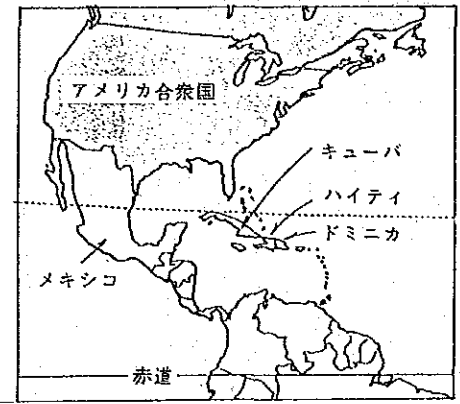 アメリカ合衆国
キューバ
ハイティ
ドミニカ
メキシコ
赤道